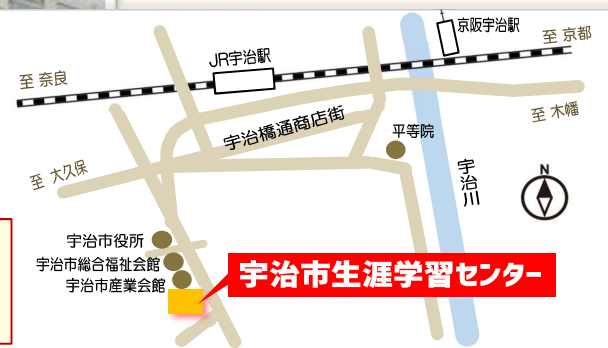 京阪宇治駅
至 京都
JR宇治駅
至 奈良
至 木幡
宇治橋通商店街
平等院
至 大久保
宇治川
N
宇治市役所
宇治市総合福祉会館
宇治市産業会館
宇治市生涯学習センター